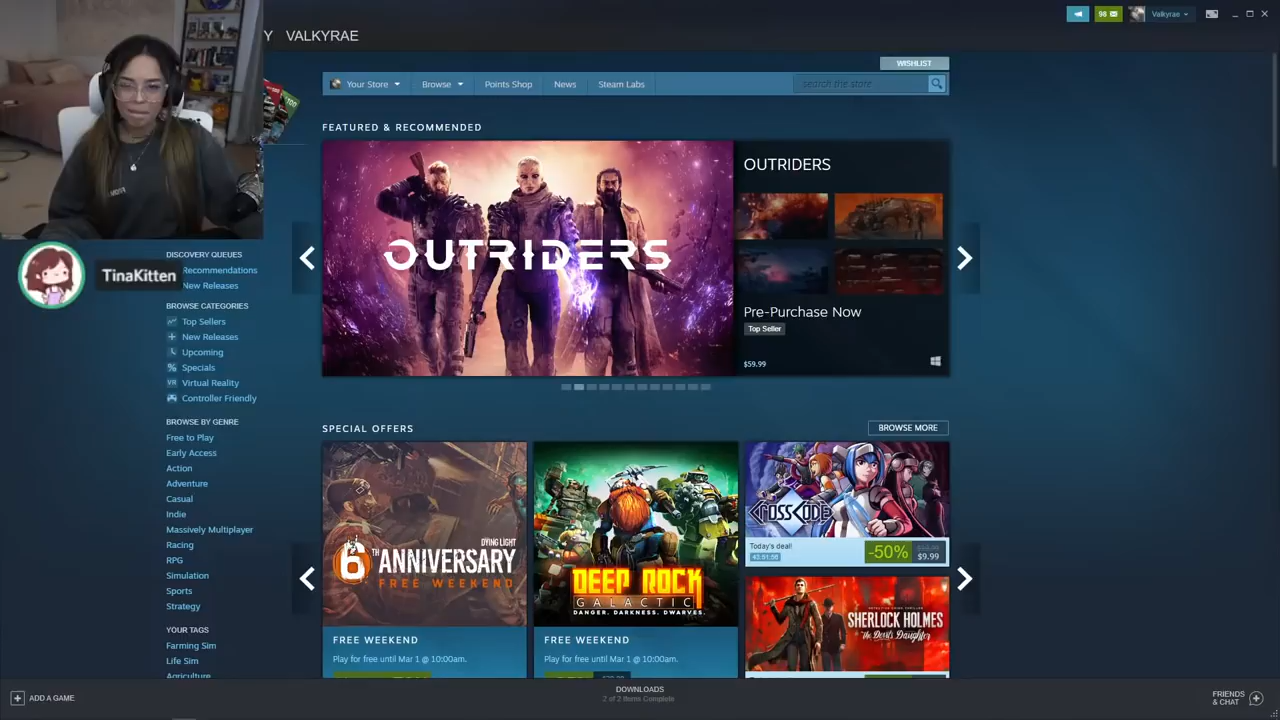 98
Valkyrae
Y VALKYRAE
WISHLIST
Your Store
Browse
Points Shop
News
Steam Labs
search the store
FEATURED & RECOMMENDED
OUTRIDERS
OUTRIDERS
Pre-Purchase Now
Top Seller
$59.99
TinaKitten
DISCOVERY QUEUES
Recommendations
New Releases
BROWSE CATEGORIES
Top Sellers
New Releases
Upcoming
Specials
VR Virtual Reality
Controller Friendly
BROWSE BY GENRE
Free to Play
Early Access
Action
Adventure
Casual
Indie
Massively Multiplayer
Racing
RPG
Simulation
Sports
Strategy
YOUR TAGS
Farming Sim
Life Sim
Agriculture
SPECIAL OFFERS
BROWSE MORE
DYING LIGHT
6TH ANNIVERSARY
FREE WEEKEND
FREE WEEKEND
Play for free until Mar 1 @ 10:00am.
DEEP ROCK
GALACTIC
DANGER. DARKNESS. DWARVES.
FREE WEEKEND
Play for free until Mar 1 @ 10:00am.
CROSSCODE
Today's deal!
-50%
$9.99
SHERLOCK HOLMES
The Devil's Daughter
ADD A GAME
DOWNLOADS
2 of 2 Items Complete
FRIENDS
& CHAT